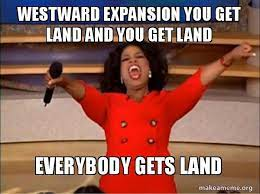 WESTWARD EXPANSION YOU GET
LAND AND YOU GET LAND
EVERYBODY GETS LAND
makeameme.org